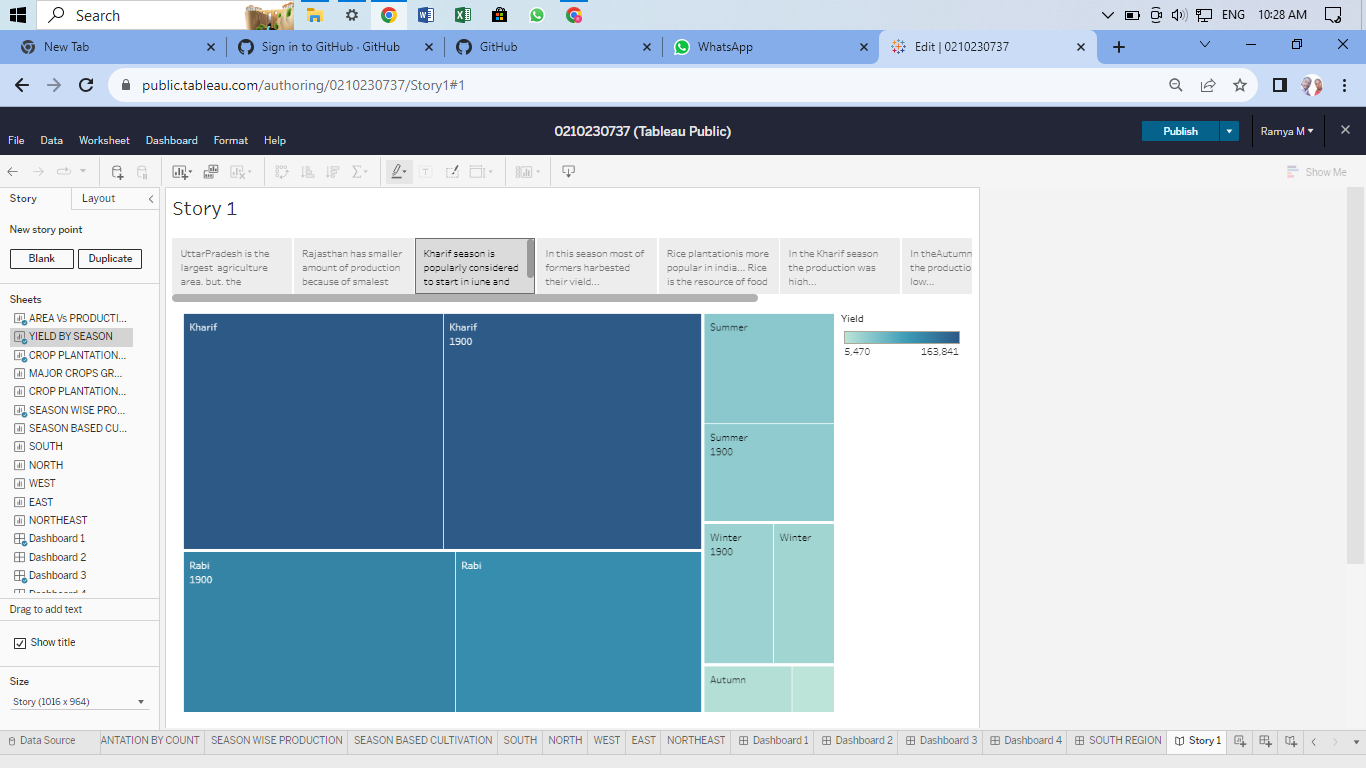 Search
ENG
10:28 AM
New Tab
Sign in to GitHub · GitHub
GitHub
WhatsApp
Edit | 0210230737
public.tableau.com/authoring/0210230737/Story1#1
0210230737 (Tableau Public)
File Data Worksheet Dashboard Format Help
Publish
Ramya M
Show Me
Story
Layout
New story point
Blank
Duplicate
Sheets
AREA Vs PRODUCTI...
YIELD BY SEASON
CROP PLANTATION...
MAJOR CROPS GR...
CROP PLANTATION...
SEASON WISE PRO...
SEASON BASED CU...
SOUTH
NORTH
WEST
EAST
NORTHEAST
Dashboard 1
Dashboard 2
Dashboard 3
Dashboard 4
Drag to add text
Show title
Size
Story (1016 x 964)
Story 1
UttarPradesh is the
largest agriculture
area. but, the
Rajasthan has smaller
amount of production
because of smalest
Kharif season is
popularly considered
to start in june and
In this season most of
formers harbested
their yield...
Rice plantationis more
popular in india... Rice
is the resource of food
In the Kharif season
the production was
high...
In theAutumn
the productio
low...
Kharif
Kharif
1900
Rabi
1900
Rabi
Summer
Summer
1900
Winter
1900
Winter
Autumn
Yield
5,470
163,841
Data Source
ANTATION BY COUNT
SEASON WISE PRODUCTION
SEASON BASED CULTIVATION
SOUTH
NORTH
WEST
EAST
NORTHEAST
Dashboard 1
Dashboard 2
Dashboard 3
Dashboard 4
SOUTH REGION
Story 1